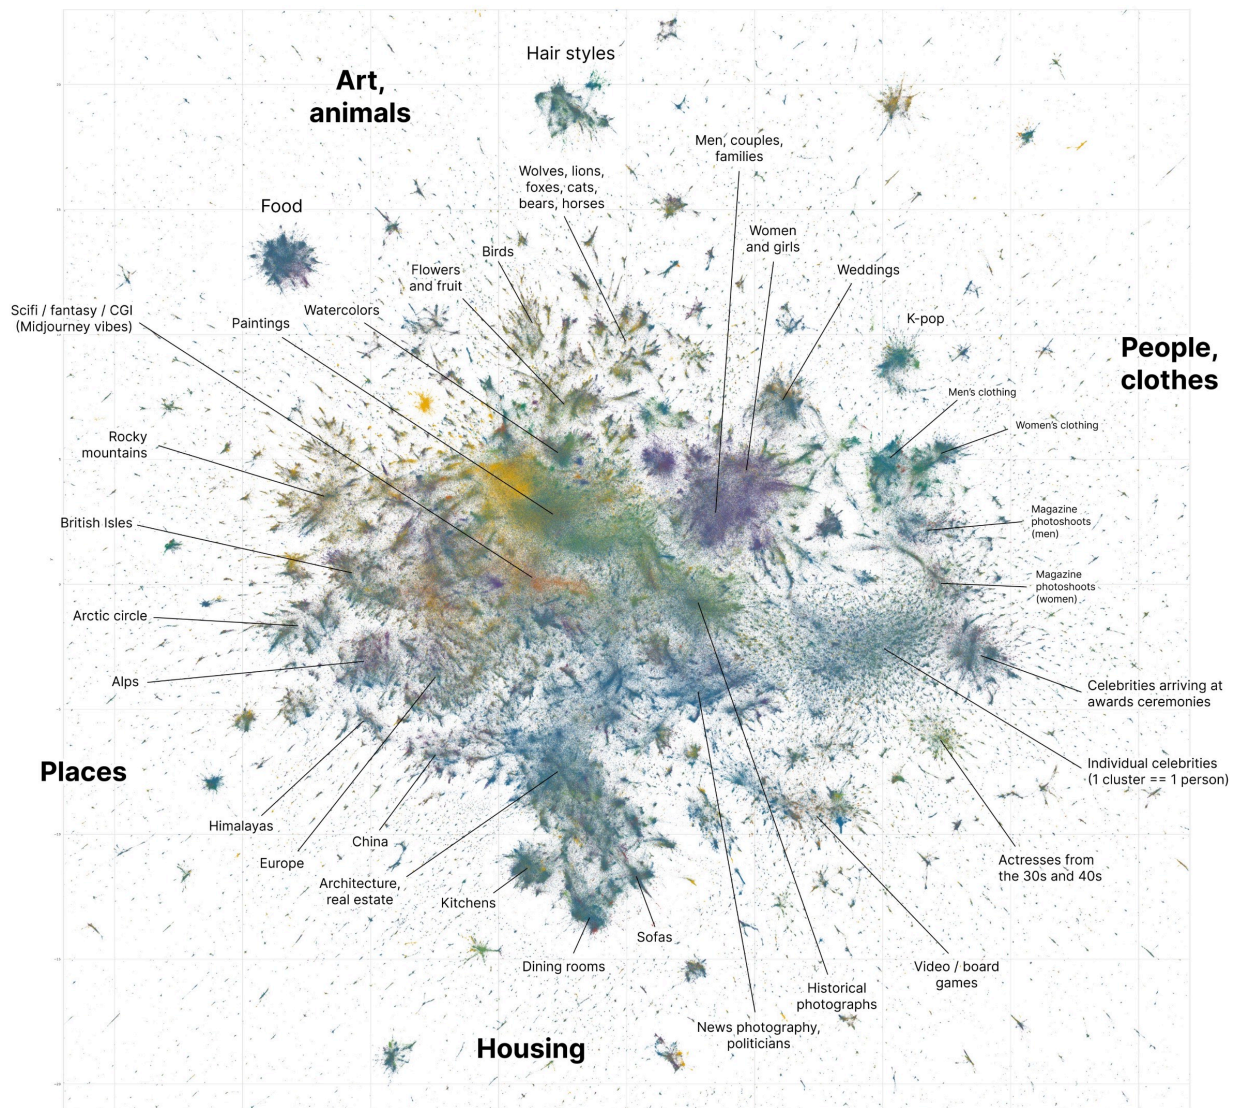 Hair styles
Art,
animals
Men, couples,
families
Wolves, lions,
foxes, cats,
bears, horses
Food
Women
and girls
Birds
Flowers
and fruit
Weddings
Scifi / fantasy / CGI
(Midjourney vibes)
Watercolors
Paintings
K-pop
People,
clothes
Men's clothing
Women's clothing
Rocky
mountains
British Isles
Magazine
photoshoots
(men)
Magazine
photoshoots
(women)
Arctic circle
Alps
Celebrities arriving at
awards ceremonies
Places
Individual celebrities
(1 cluster == 1 person)
Himalayas
China
Europe
Architecture,
real estate
Kitchens
Actresses from
the 30s and 40s
Sofas
Dining rooms
Video / board
games
Historical
photographs
News photography,
politicians
Housing